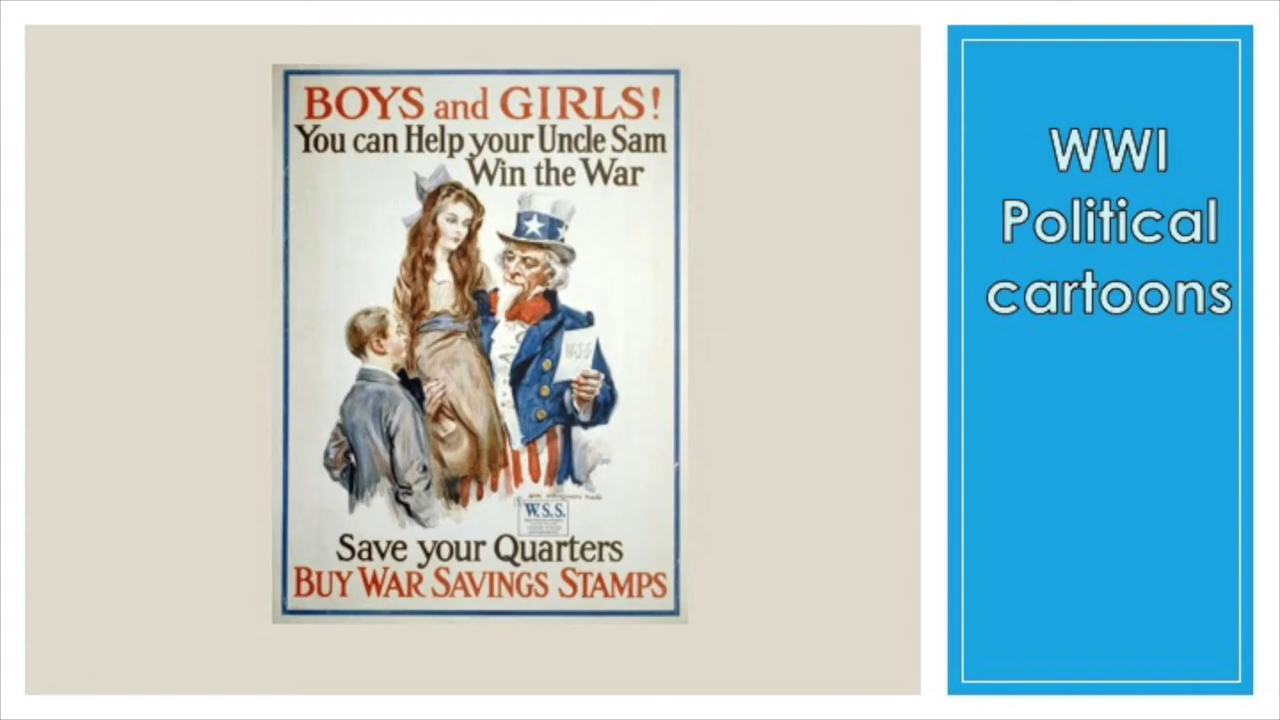 BOYS and GIRLS!
You can Help your Uncle Sam
Win the War
W·S·S
W.S.S.
Save your Quarters
BUY WAR SAVINGS STAMPS
WWI
Political
cartoons